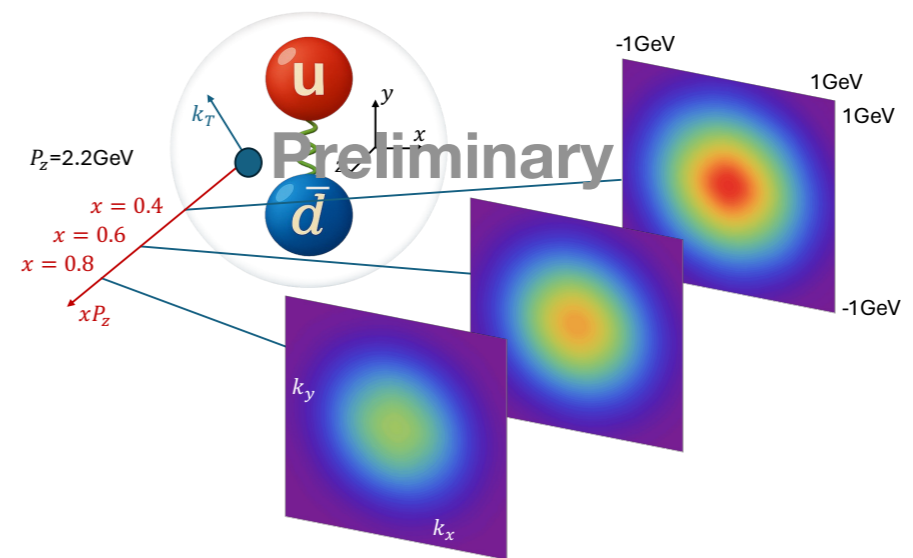 -1GeV
1GeV
1GeV
u
k_T
y
x
z
Preliminary
P_z=2.2GeV
d̄
x = 0.4
x = 0.6
x = 0.8
xP_z
-1GeV
k_y
k_x